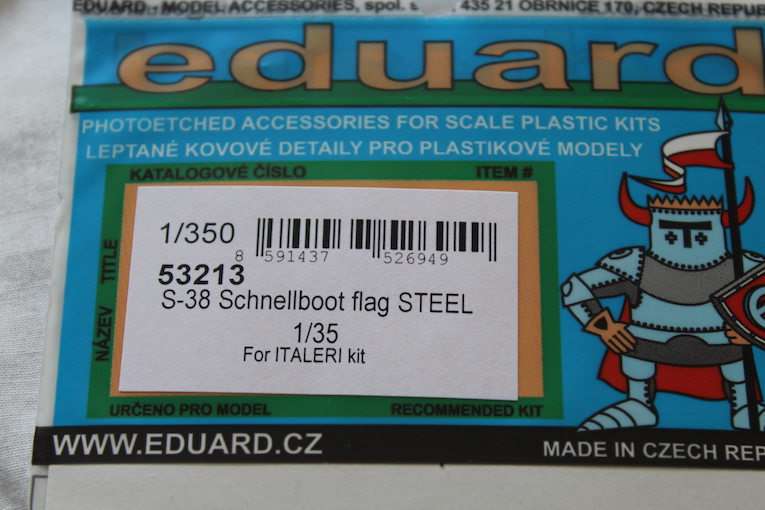 EDUARD - MODEL ACCESSORIES, spol. s 435 21 OBRNICE 170, CZECH REPU
eduard
PHOTOETCHED ACCESSORIES FOR SCALE PLASTIC KITS
LEPTANÉ KOVOVÉ DETAILY PRO PLASTIKOVÉ MODELY
KATALOGOVÉ ČÍSLO ITEM #
NÁZEV TITLE
1/350
8 591437 526949
53213
S-38 Schnellboot flag STEEL
1/35
For ITALERI kit
URČENO PRO MODEL RECOMMENDED KIT
WWW.EDUARD.CZ MADE IN CZECH REP